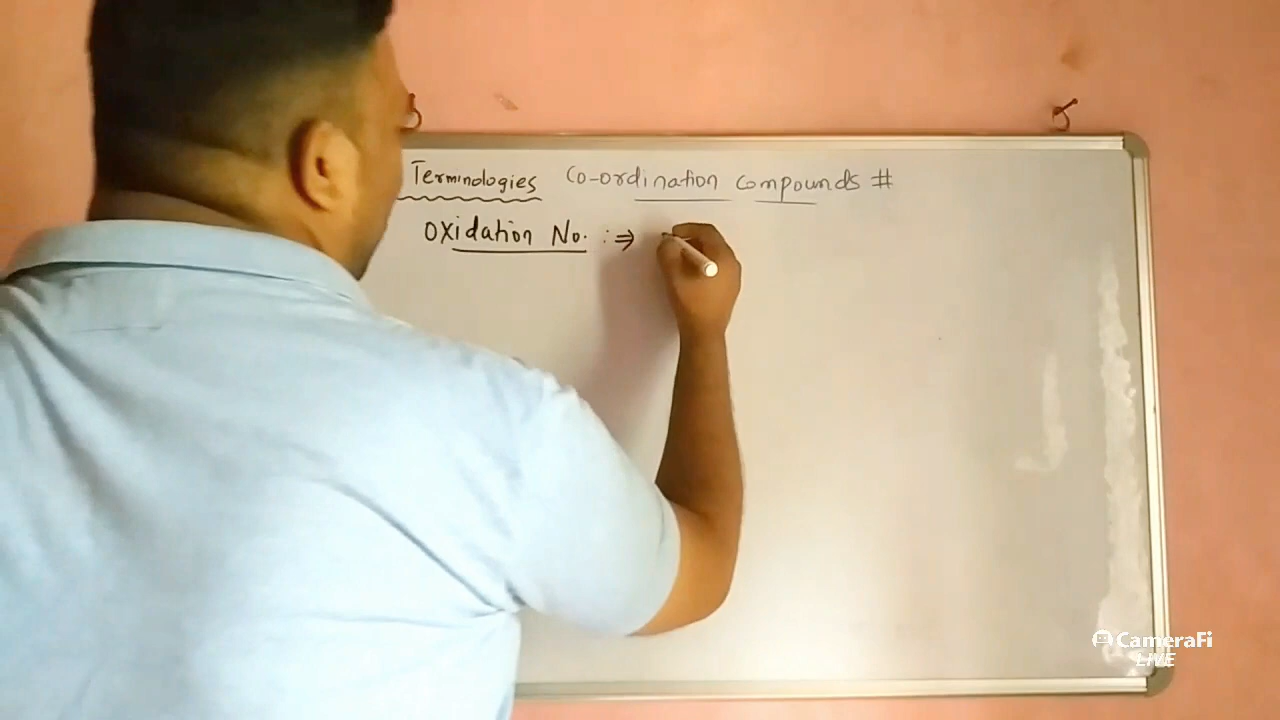 Terminologies Co-ordination Compounds #
Oxidation No. :⇒
CameraFi
LIVE